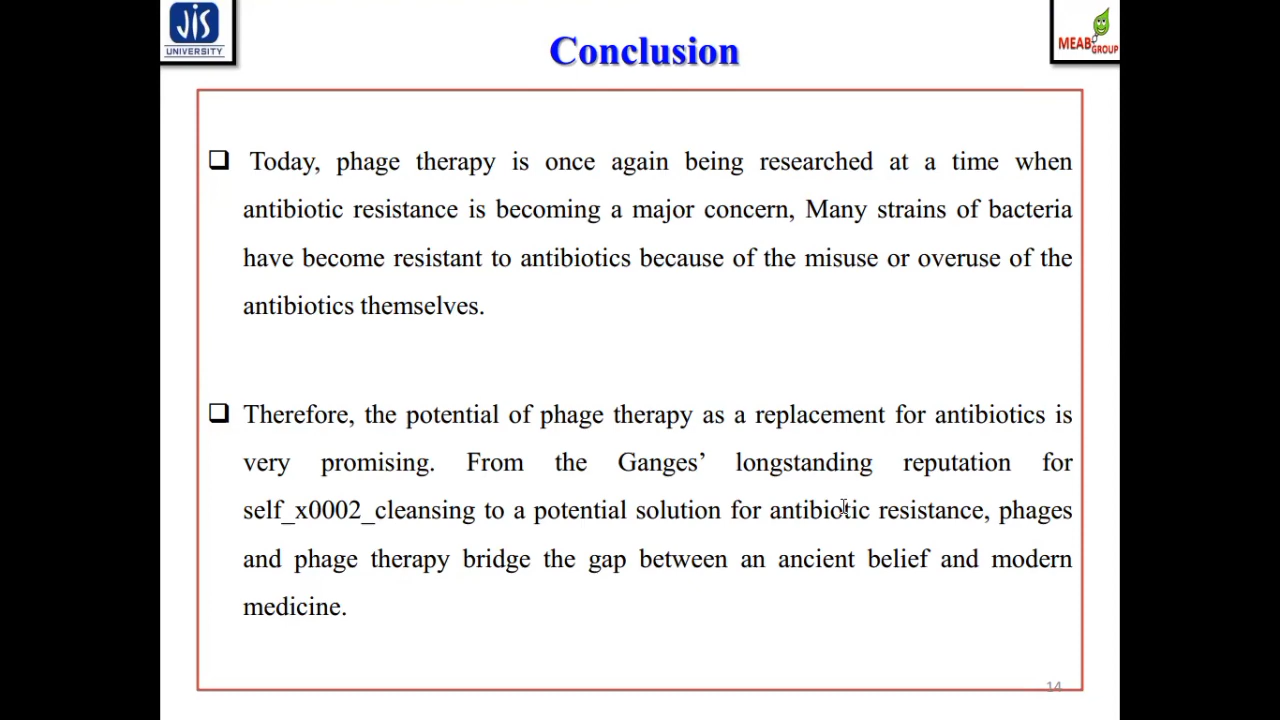 JIS
UNIVERSITY
Conclusion
MEAB
GROUP
Today, phage therapy is once again being researched at a time when
antibiotic resistance is becoming a major concern, Many strains of bacteria
have become resistant to antibiotics because of the misuse or overuse of the
antibiotics themselves.
Therefore, the potential of phage therapy as a replacement for antibiotics is
very promising. From the Ganges’ longstanding reputation for
self_x0002_cleansing to a potential solution for antibiotic resistance, phages
and phage therapy bridge the gap between an ancient belief and modern
medicine.
14